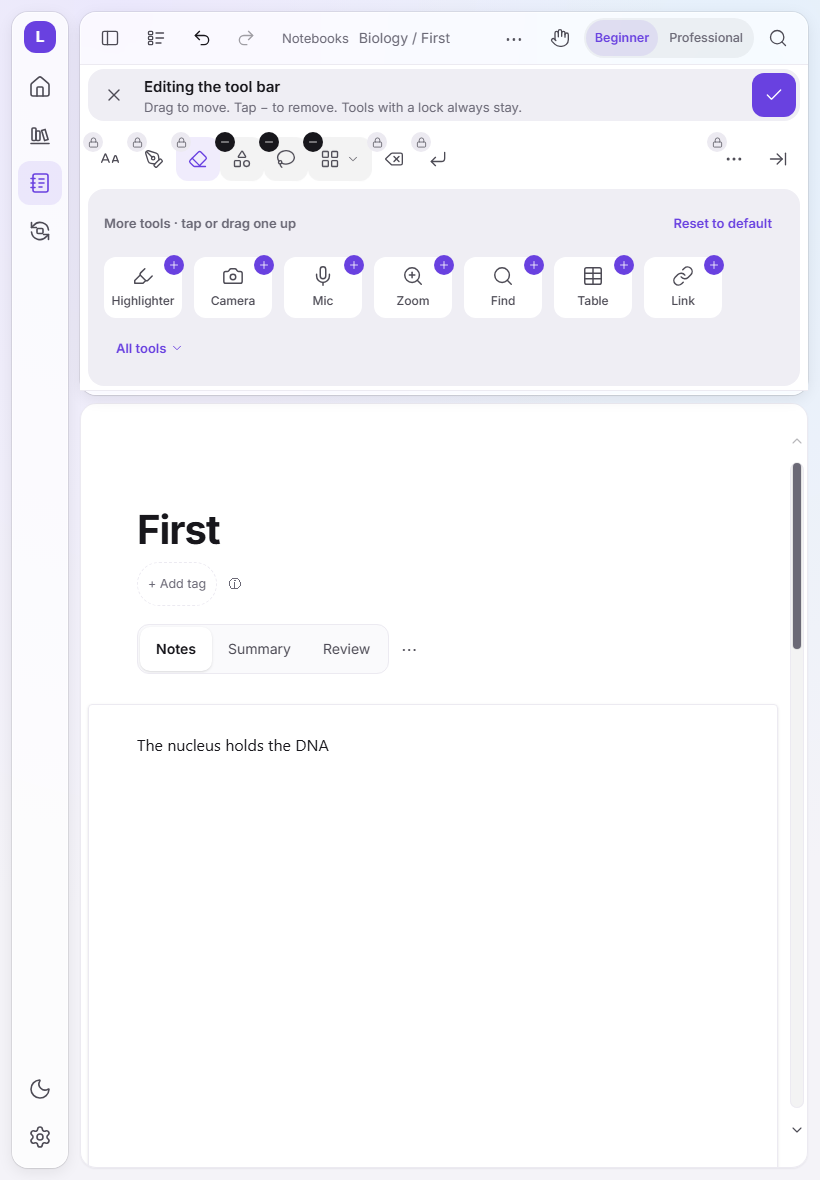 L
Notebooks Biology / First
Beginner Professional
Editing the tool bar
Drag to move. Tap − to remove. Tools with a lock always stay.
AA
More tools · tap or drag one up
Reset to default
Highlighter Camera Mic Zoom Find Table Link
All tools
First
+ Add tag
Notes Summary Review
The nucleus holds the DNA